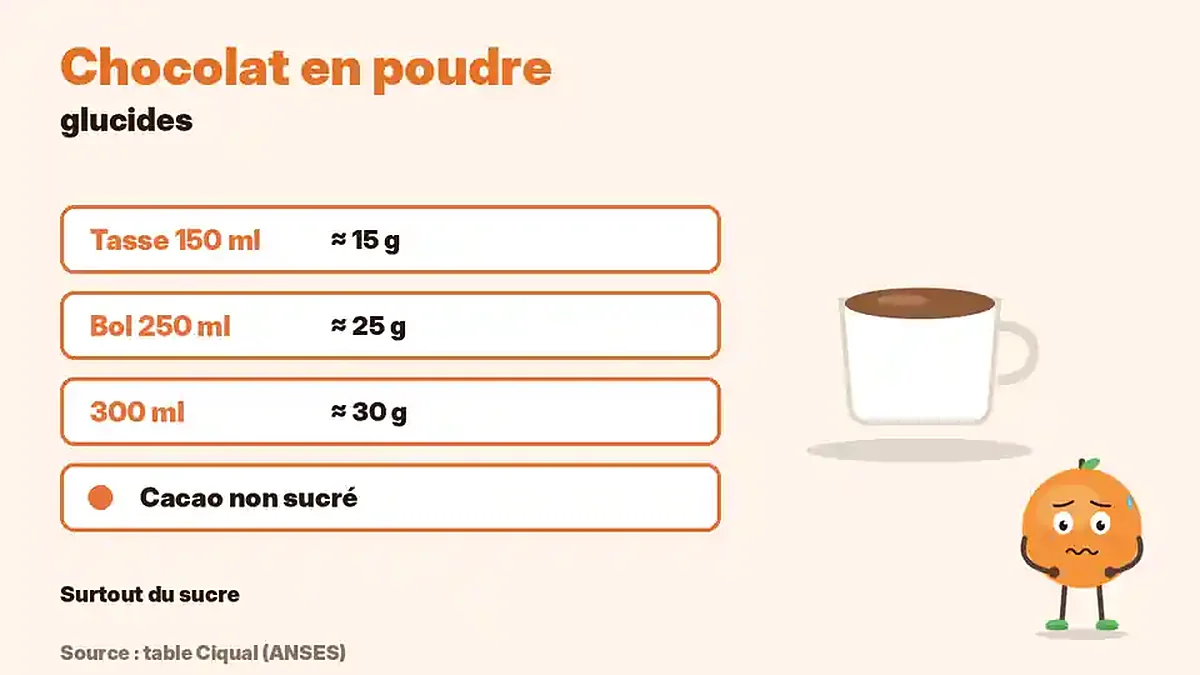 Chocolat en poudre
glucides
Tasse 150 ml ≈ 15 g
Bol 250 ml ≈ 25 g
300 ml ≈ 30 g
Cacao non sucré
Surtout du sucre
Source : table Ciqual (ANSES)